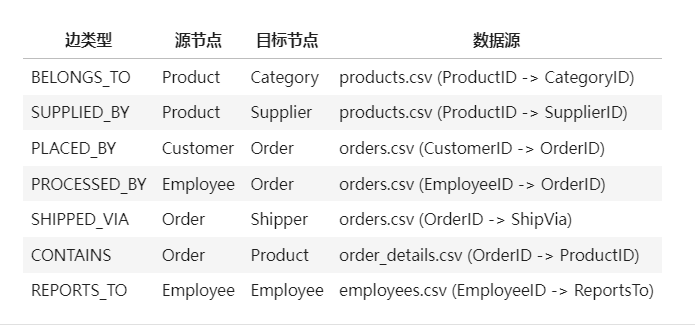 边类型 源节点 目标节点 数据源
BELONGS_TO Product Category products.csv (ProductID -> CategoryID)
SUPPLIED_BY Product Supplier products.csv (ProductID -> SupplierID)
PLACED_BY Customer Order orders.csv (CustomerID -> OrderID)
PROCESSED_BY Employee Order orders.csv (EmployeeID -> OrderID)
SHIPPED_VIA Order Shipper orders.csv (OrderID -> ShipVia)
CONTAINS Order Product order_details.csv (OrderID -> ProductID)
REPORTS_TO Employee Employee employees.csv (EmployeeID -> ReportsTo)